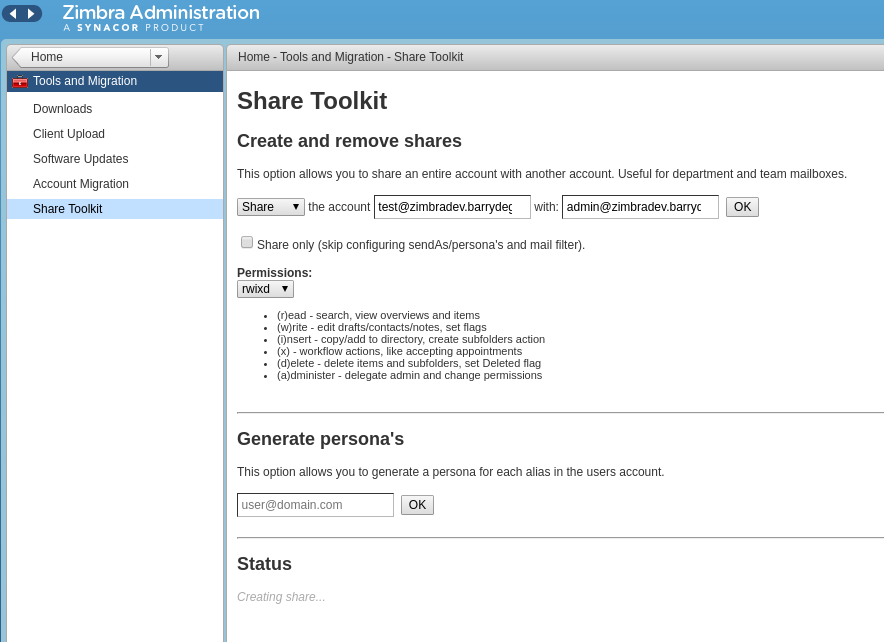 Zimbra Administration
A SYNACOR PRODUCT
Home
Home - Tools and Migration - Share Toolkit
Tools and Migration
Downloads
Client Upload
Software Updates
Account Migration
Share Toolkit
Share Toolkit
Create and remove shares
This option allows you to share an entire account with another account. Useful for department and team mailboxes.
Share the account test@zimbradev.barrydeg with: admin@zimbradev.barryc OK
Share only (skip configuring sendAs/persona's and mail filter).
Permissions:
rwixd
(r)ead - search, view overviews and items
(w)rite - edit drafts/contacts/notes, set flags
(i)nsert - copy/add to directory, create subfolders action
(x) - workflow actions, like accepting appointments
(d)elete - delete items and subfolders, set Deleted flag
(a)dminister - delegate admin and change permissions
Generate persona's
This option allows you to generate a persona for each alias in the users account.
user@domain.com OK
Status
Creating share...